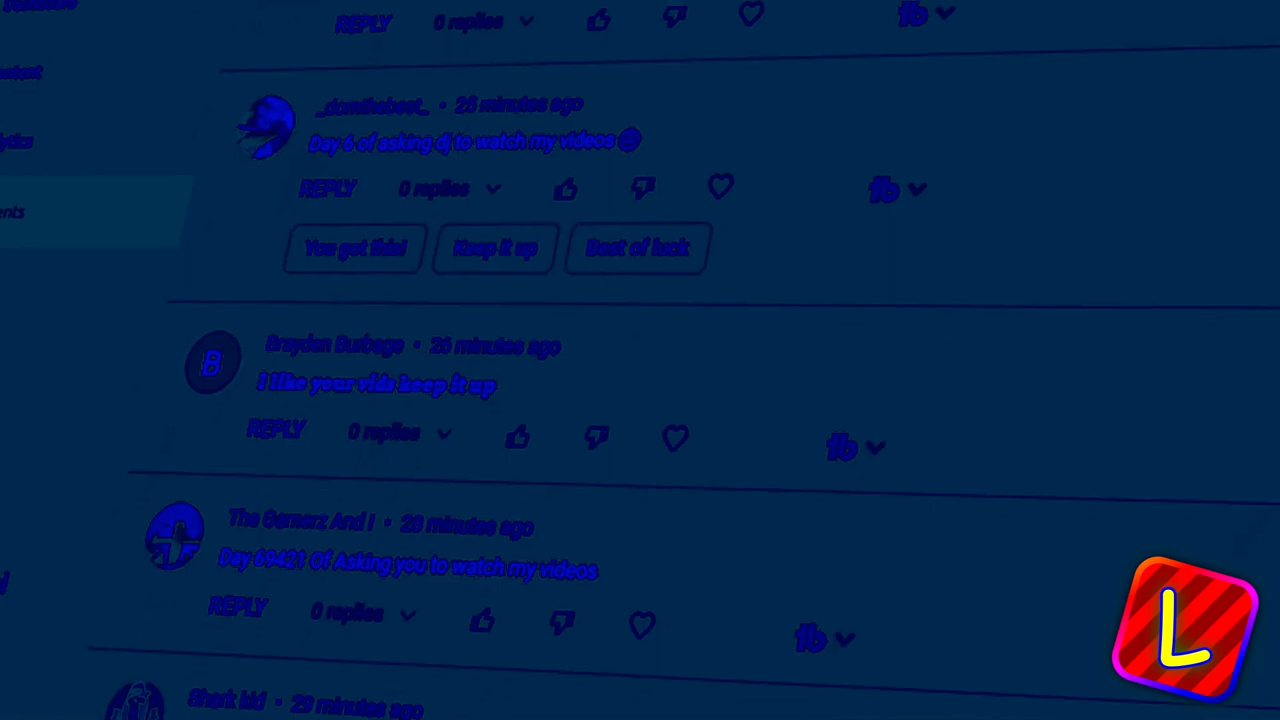 REPLY 0 replies
_domthebest_ • 25 minutes ago
Day 6 of asking dj to watch my videos
REPLY 0 replies
You got this! Keep it up Best of luck
B Brayden Burbage • 26 minutes ago
I like your vids keep it up
REPLY 0 replies
The Gamerz And I • 28 minutes ago
Day 69421 Of Asking you to watch my videos
REPLY 0 replies
Shark kid • 29 minutes ago
L